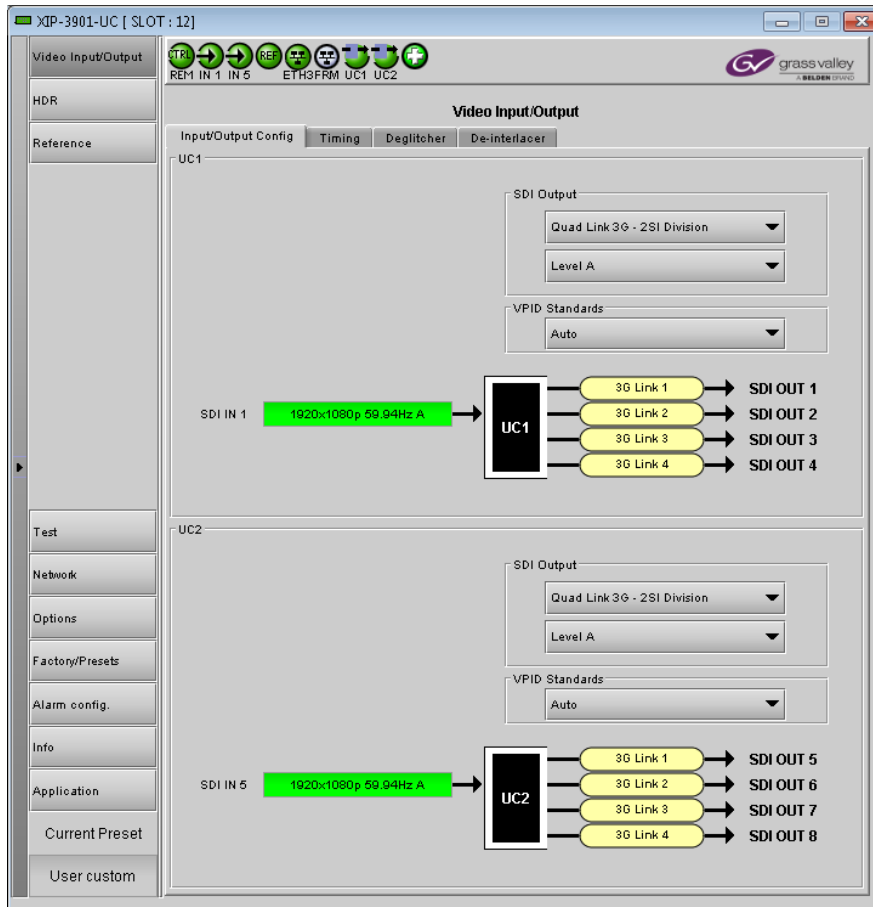 XIP-3901-UC [ SLOT : 12]
Video Input/Output
HDR
Reference
Test
Network
Options
Factory/Presets
Alarm config.
Info
Application
Current Preset
User custom
CTRL REF
REM IN 1 IN 5 ETH3FRM UC1 UC2
grass valley
A BELDEN BRAND
Video Input/Output
Input/Output Config Timing Deglitcher De-interlacer
UC1
SDI Output
Quad Link 3G - 2SI Division
Level A
VPID Standards
Auto
SDI IN 1 1920x1080p 59.94Hz A
UC1
3G Link 1 SDI OUT 1
3G Link 2 SDI OUT 2
3G Link 3 SDI OUT 3
3G Link 4 SDI OUT 4
UC2
SDI Output
Quad Link 3G - 2SI Division
Level A
VPID Standards
Auto
SDI IN 5 1920x1080p 59.94Hz A
UC2
3G Link 1 SDI OUT 5
3G Link 2 SDI OUT 6
3G Link 3 SDI OUT 7
3G Link 4 SDI OUT 8